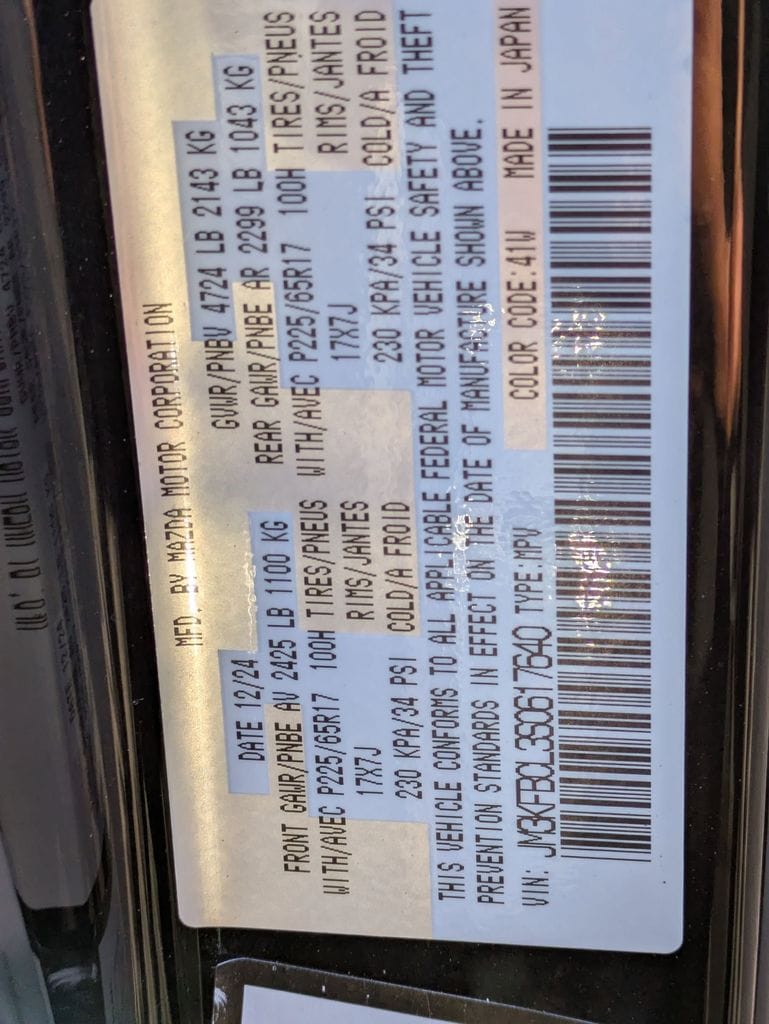 MFD. BY MAZDA MOTOR CORPORATION
DATE 12/24 GVWR/PNBV 4724 LB 2143 KG
FRONT GAWR/PNBE AV 2425 LB 1100 KG REAR GAWR/PNBE AR 2299 LB 1043 KG
WITH/AVEC P225/65R17 100H TIRES/PNEUS WITH/AVEC P225/65R17 100H TIRES/PNEUS
17X7J RIMS/JANTES 17X7J RIMS/JANTES
230 KPA/34 PSI COLD/A FROID 230 KPA/34 PSI COLD/A FROID
THIS VEHICLE CONFORMS TO ALL APPLICABLE FEDERAL MOTOR VEHICLE SAFETY AND THEFT
PREVENTION STANDARDS IN EFFECT ON THE DATE OF MANUFACTURE SHOWN ABOVE.
VIN: JM3KFBCL3S0617640 TYPE:MPV COLOR CODE:41W MADE IN JAPAN